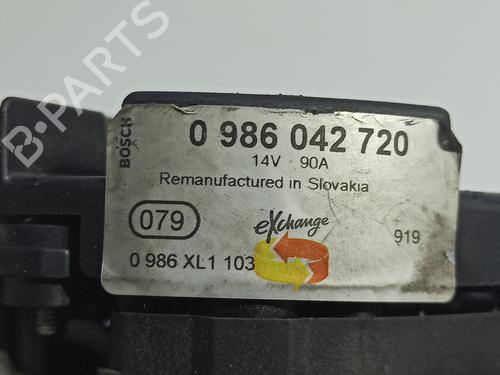 B-PARTS
BOSCH
0 986 042 720
14V 90A
Remanufactured in Slovakia
079
eXchange
919
0 986 XL1 103